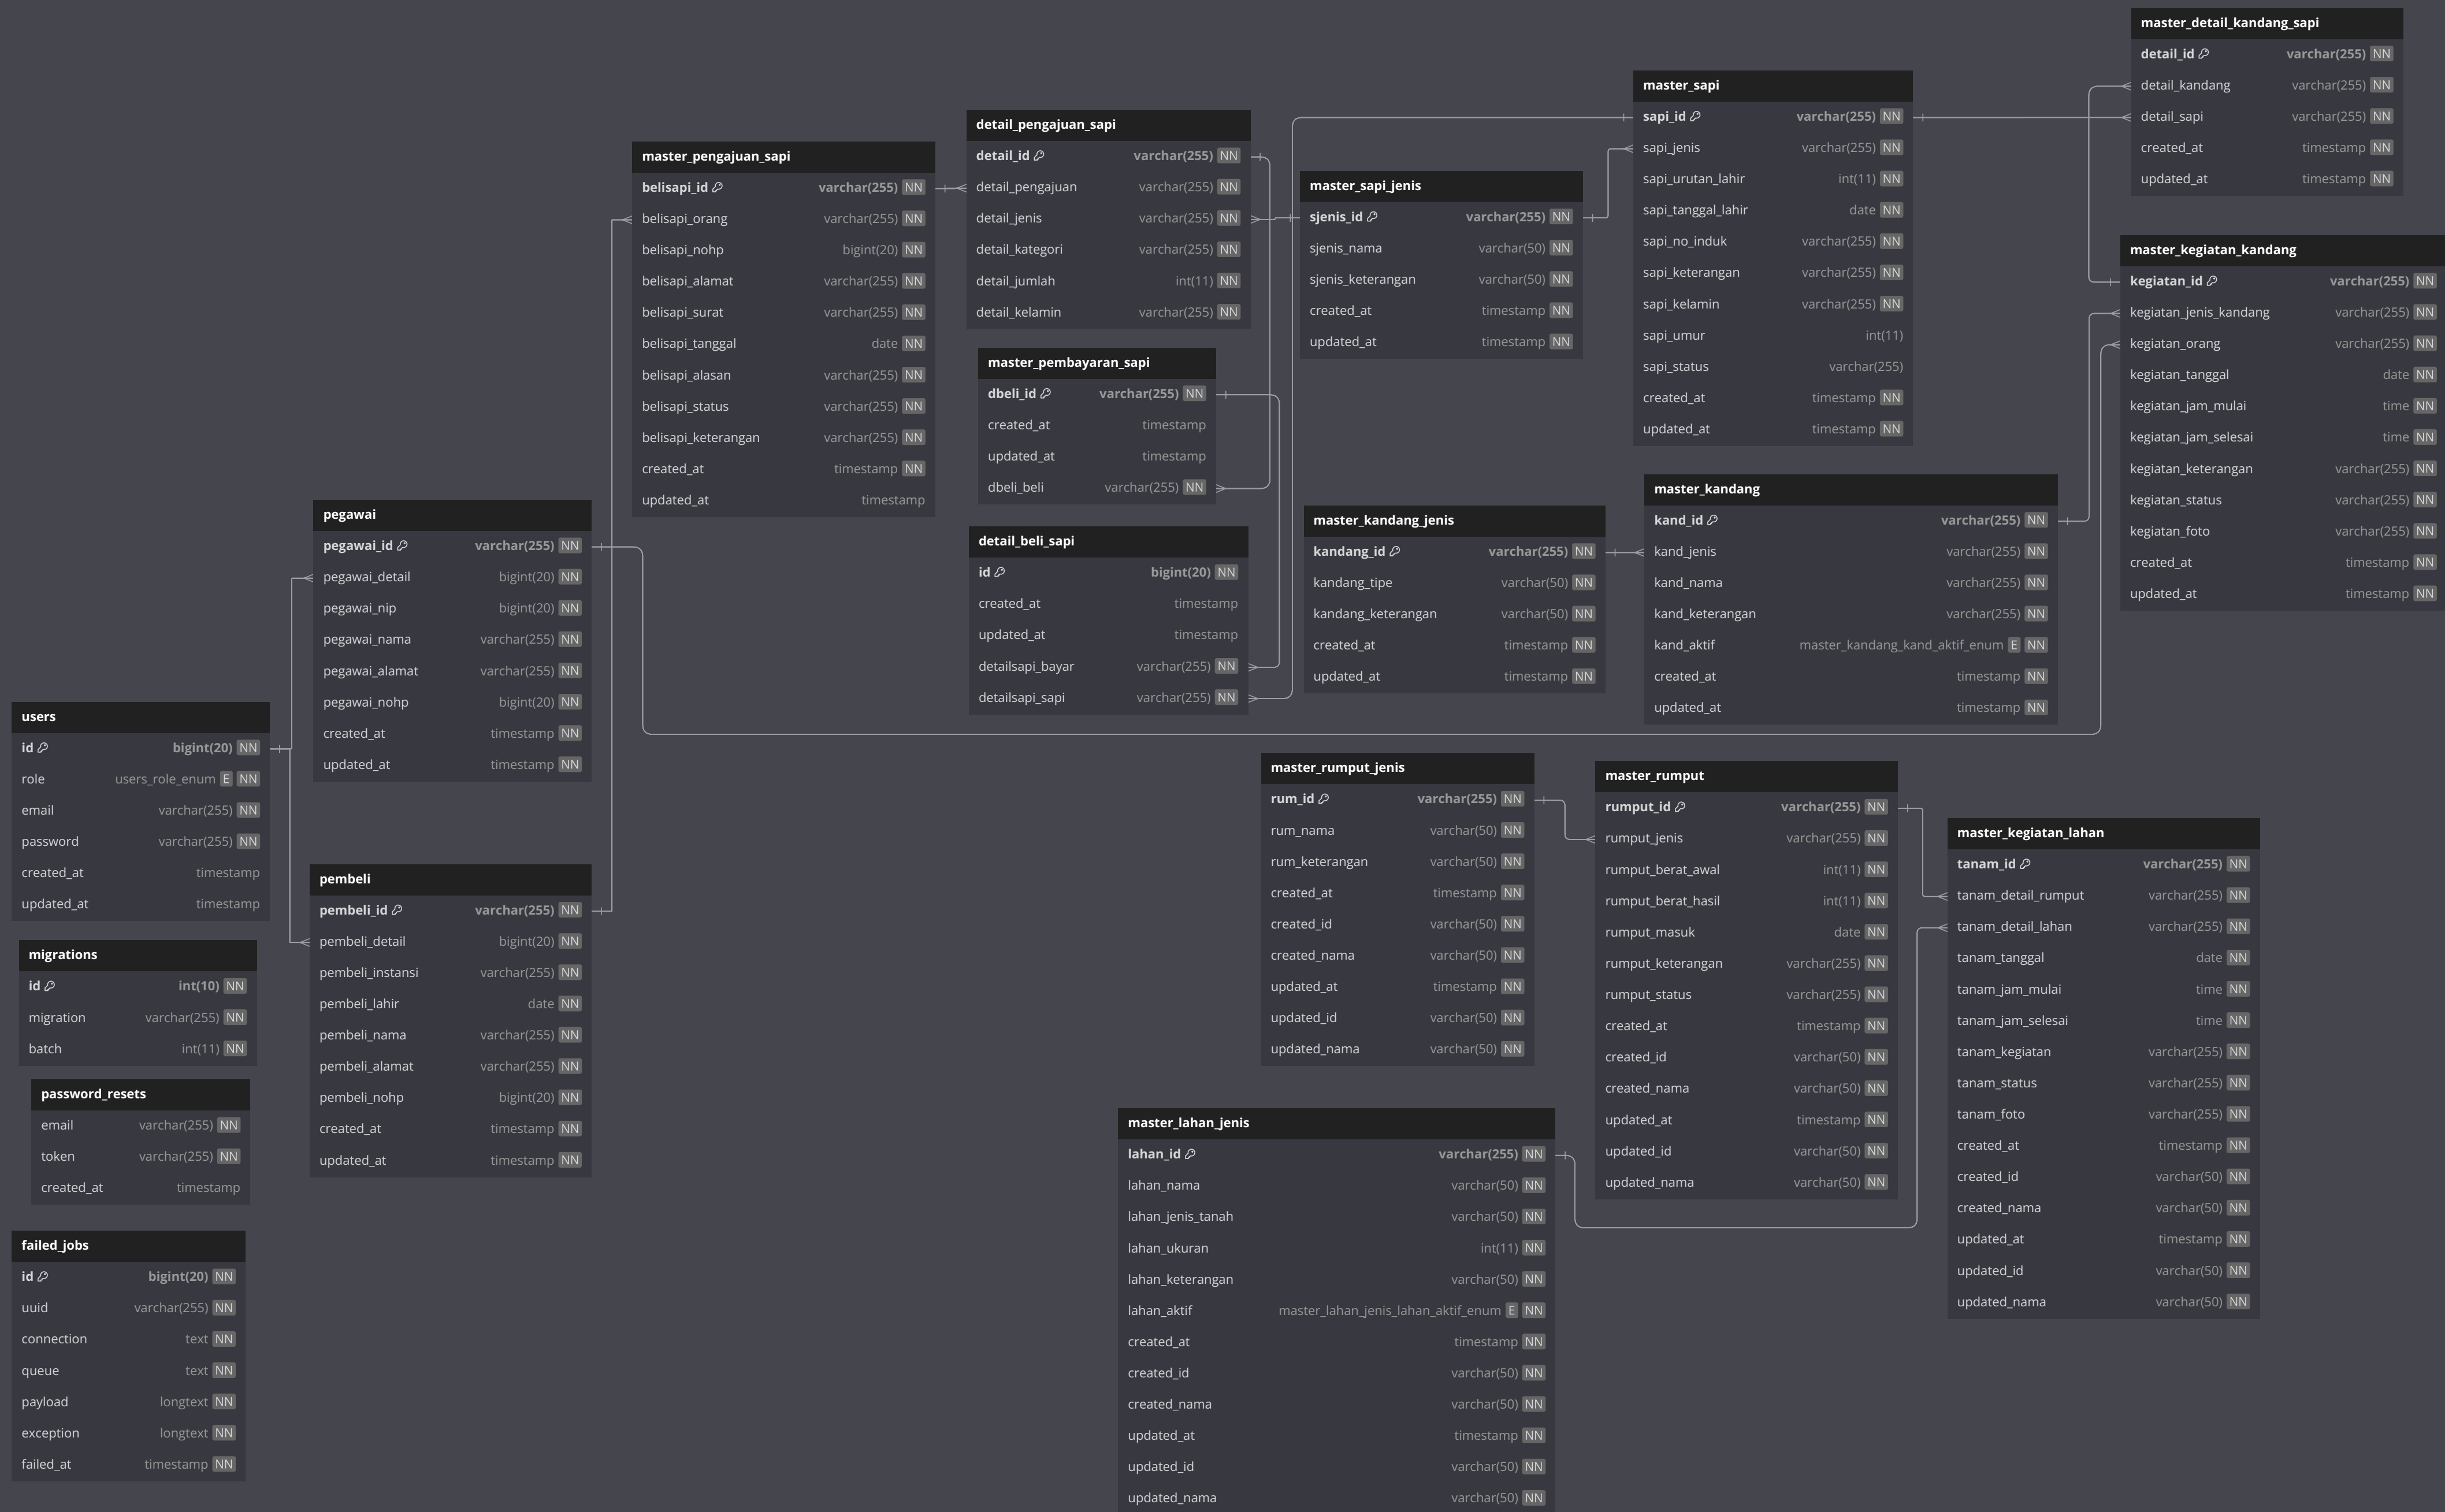 master_detail_kandang_sapi
detail_id varchar(255) NN
detail_kandang varchar(255) NN
detail_sapi varchar(255) NN
created_at timestamp NN
updated_at timestamp NN
master_sapi
sapi_id varchar(255) NN
sapi_jenis varchar(255) NN
sapi_urutan_lahir int(11) NN
sapi_tanggal_lahir date NN
sapi_no_induk varchar(255) NN
sapi_keterangan varchar(255) NN
sapi_kelamin varchar(255) NN
sapi_umur int(11)
sapi_status varchar(255)
created_at timestamp NN
updated_at timestamp NN
detail_pengajuan_sapi
detail_id varchar(255) NN
detail_pengajuan varchar(255) NN
detail_jenis varchar(255) NN
detail_kategori varchar(255) NN
detail_jumlah int(11) NN
detail_kelamin varchar(255) NN
master_pengajuan_sapi
belisapi_id varchar(255) NN
belisapi_orang varchar(255) NN
belisapi_nohp bigint(20) NN
belisapi_alamat varchar(255) NN
belisapi_surat varchar(255) NN
belisapi_tanggal date NN
belisapi_alasan varchar(255) NN
belisapi_status varchar(255) NN
belisapi_keterangan varchar(255) NN
created_at timestamp NN
updated_at timestamp
master_sapi_jenis
sjenis_id varchar(255) NN
sjenis_nama varchar(50) NN
sjenis_keterangan varchar(50) NN
created_at timestamp NN
updated_at timestamp NN
master_kegiatan_kandang
kegiatan_id varchar(255) NN
kegiatan_jenis_kandang varchar(255) NN
kegiatan_orang varchar(255) NN
kegiatan_tanggal date NN
kegiatan_jam_mulai time NN
kegiatan_jam_selesai time NN
kegiatan_keterangan varchar(255) NN
kegiatan_status varchar(255) NN
kegiatan_foto varchar(255) NN
created_at timestamp NN
updated_at timestamp NN
master_pembayaran_sapi
dbeli_id varchar(255) NN
created_at timestamp
updated_at timestamp
dbeli_beli varchar(255) NN
master_kandang
kand_id varchar(255) NN
kand_jenis varchar(255) NN
kand_nama varchar(255) NN
kand_keterangan varchar(255) NN
kand_aktif master_kandang_kand_aktif_enum E NN
created_at timestamp NN
updated_at timestamp NN
pegawai
pegawai_id varchar(255) NN
pegawai_detail bigint(20) NN
pegawai_nip bigint(20) NN
pegawai_nama varchar(255) NN
pegawai_alamat varchar(255) NN
pegawai_nohp bigint(20) NN
created_at timestamp NN
updated_at timestamp NN
master_kandang_jenis
kandang_id varchar(255) NN
kandang_tipe varchar(50) NN
kandang_keterangan varchar(50) NN
created_at timestamp NN
updated_at timestamp NN
detail_beli_sapi
id bigint(20) NN
created_at timestamp
updated_at timestamp
detailsapi_bayar varchar(255) NN
detailsapi_sapi varchar(255) NN
users
id bigint(20) NN
role users_role_enum E NN
email varchar(255) NN
password varchar(255) NN
created_at timestamp
updated_at timestamp
master_rumput_jenis
rum_id varchar(255) NN
rum_nama varchar(50) NN
rum_keterangan varchar(50) NN
created_at timestamp NN
created_id varchar(50) NN
created_nama varchar(50) NN
updated_at timestamp NN
updated_id varchar(50) NN
updated_nama varchar(50) NN
master_rumput
rumput_id varchar(255) NN
rumput_jenis varchar(255) NN
rumput_berat_awal int(11) NN
rumput_berat_hasil int(11) NN
rumput_masuk date NN
rumput_keterangan varchar(255) NN
rumput_status varchar(255) NN
created_at timestamp NN
created_id varchar(50) NN
created_nama varchar(50) NN
updated_at timestamp NN
updated_id varchar(50) NN
updated_nama varchar(50) NN
master_kegiatan_lahan
tanam_id varchar(255) NN
tanam_detail_rumput varchar(255) NN
tanam_detail_lahan varchar(255) NN
tanam_tanggal date NN
tanam_jam_mulai time NN
tanam_jam_selesai time NN
tanam_kegiatan varchar(255) NN
tanam_status varchar(255) NN
tanam_foto varchar(255) NN
created_at timestamp NN
created_id varchar(50) NN
created_nama varchar(50) NN
updated_at timestamp NN
updated_id varchar(50) NN
updated_nama varchar(50) NN
pembeli
pembeli_id varchar(255) NN
pembeli_detail bigint(20) NN
pembeli_instansi varchar(255) NN
pembeli_lahir date NN
pembeli_nama varchar(255) NN
pembeli_alamat varchar(255) NN
pembeli_nohp bigint(20) NN
created_at timestamp NN
updated_at timestamp NN
migrations
id int(10) NN
migration varchar(255) NN
batch int(11) NN
password_resets
email varchar(255) NN
token varchar(255) NN
created_at timestamp
master_lahan_jenis
lahan_id varchar(255) NN
lahan_nama varchar(50) NN
lahan_jenis_tanah varchar(50) NN
lahan_ukuran int(11) NN
lahan_keterangan varchar(50) NN
lahan_aktif master_lahan_jenis_lahan_aktif_enum E NN
created_at timestamp NN
created_id varchar(50) NN
created_nama varchar(50) NN
updated_at timestamp NN
updated_id varchar(50) NN
updated_nama varchar(50) NN
failed_jobs
id bigint(20) NN
uuid varchar(255) NN
connection text NN
queue text NN
payload longtext NN
exception longtext NN
failed_at timestamp NN